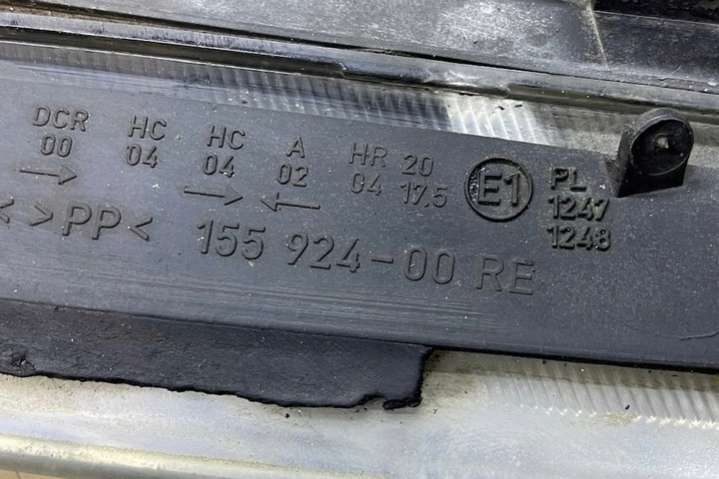 DCR HC HC A HR 20
00 04 04 02 04 17.5
→ → ←
E1 PL
1247
1248
< >PP< 155 924-00 RE